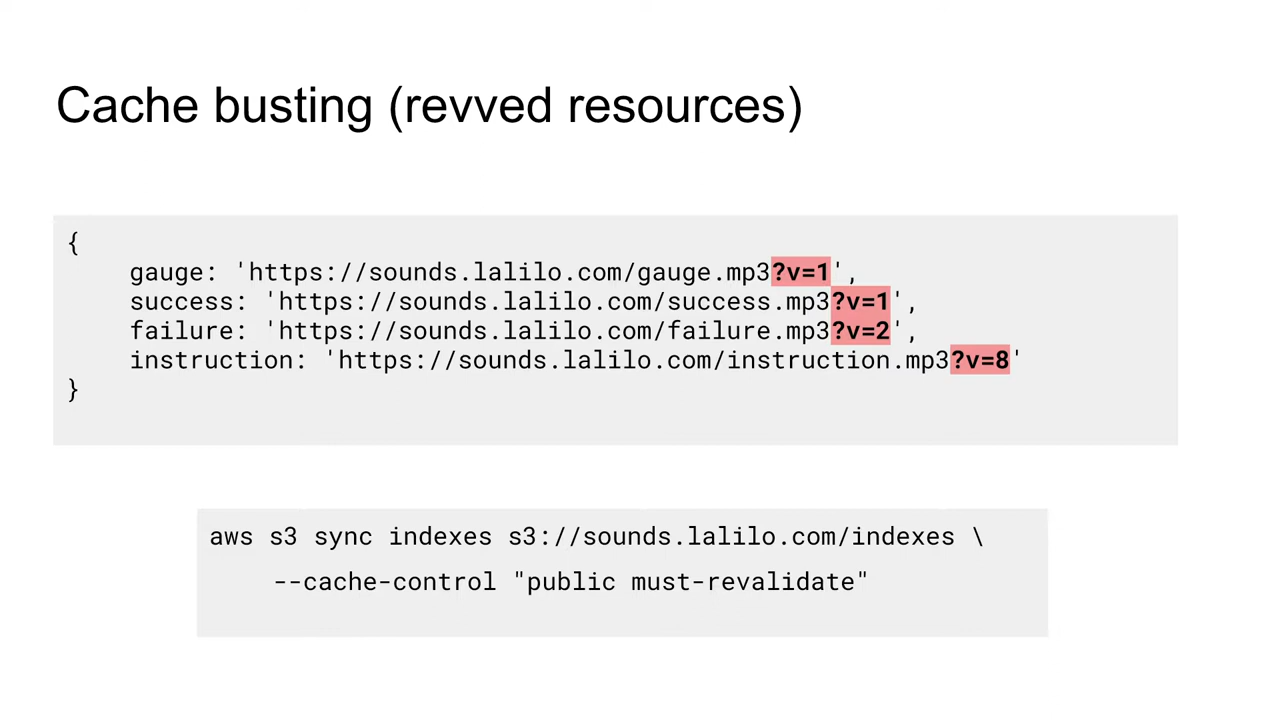 Cache busting (revved resources)
{
gauge: 'https://sounds.lalilo.com/gauge.mp3?v=1',
success: 'https://sounds.lalilo.com/success.mp3?v=1',
failure: 'https://sounds.lalilo.com/failure.mp3?v=2',
instruction: 'https://sounds.lalilo.com/instruction.mp3?v=8'
}
aws s3 sync indexes s3://sounds.lalilo.com/indexes \
--cache-control "public must-revalidate"